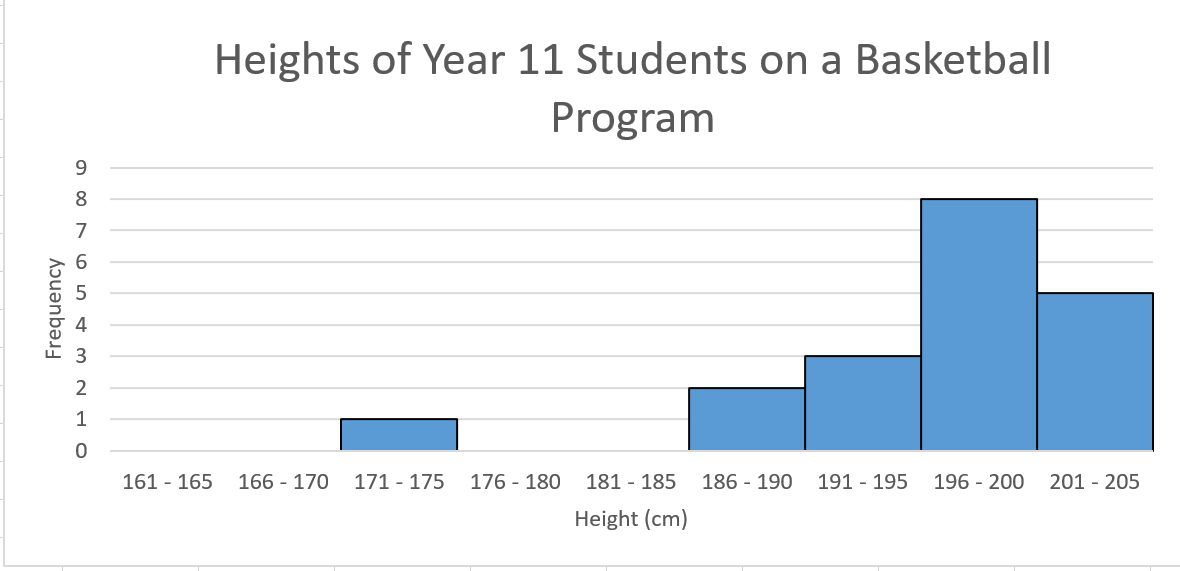 Heights of Year 11 Students on a Basketball
Program
9
8
7
6
5
4
3
2
1
0
Frequency
161 - 165 166 - 170 171 - 175 176 - 180 181 - 185 186 - 190 191 - 195 196 - 200 201 - 205
Height (cm)